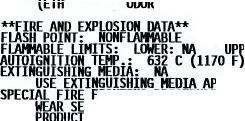 (ETH ODOR
**FIRE AND EXPLOSION DATA**
FLASH POINT: NONFLAMMABLE
FLAMMABLE LIMITS: LOWER: NA UPP
AUTOIGNITION TEMP.: 632 C (1170 F)
EXTINGUISHING MEDIA: NA
USE EXTINGUISHING MEDIA AP
SPECIAL FIRE F
WEAR SE
PRODUCT